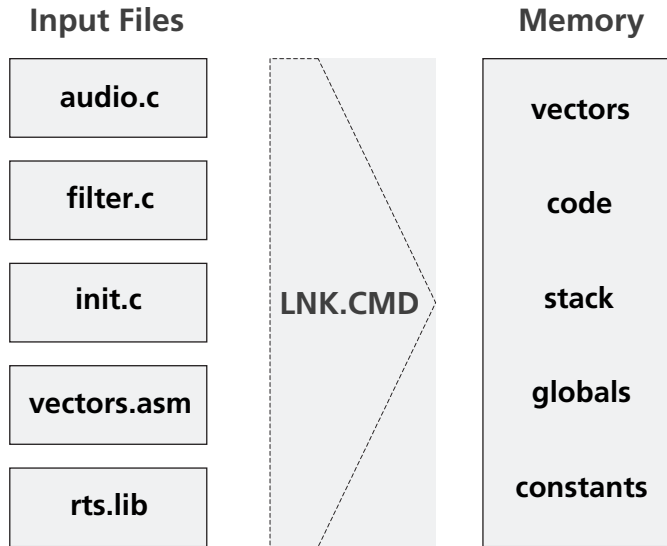 Input Files
audio.c
filter.c
init.c
vectors.asm
rts.lib
LNK.CMD
Memory
vectors
code
stack
globals
constants